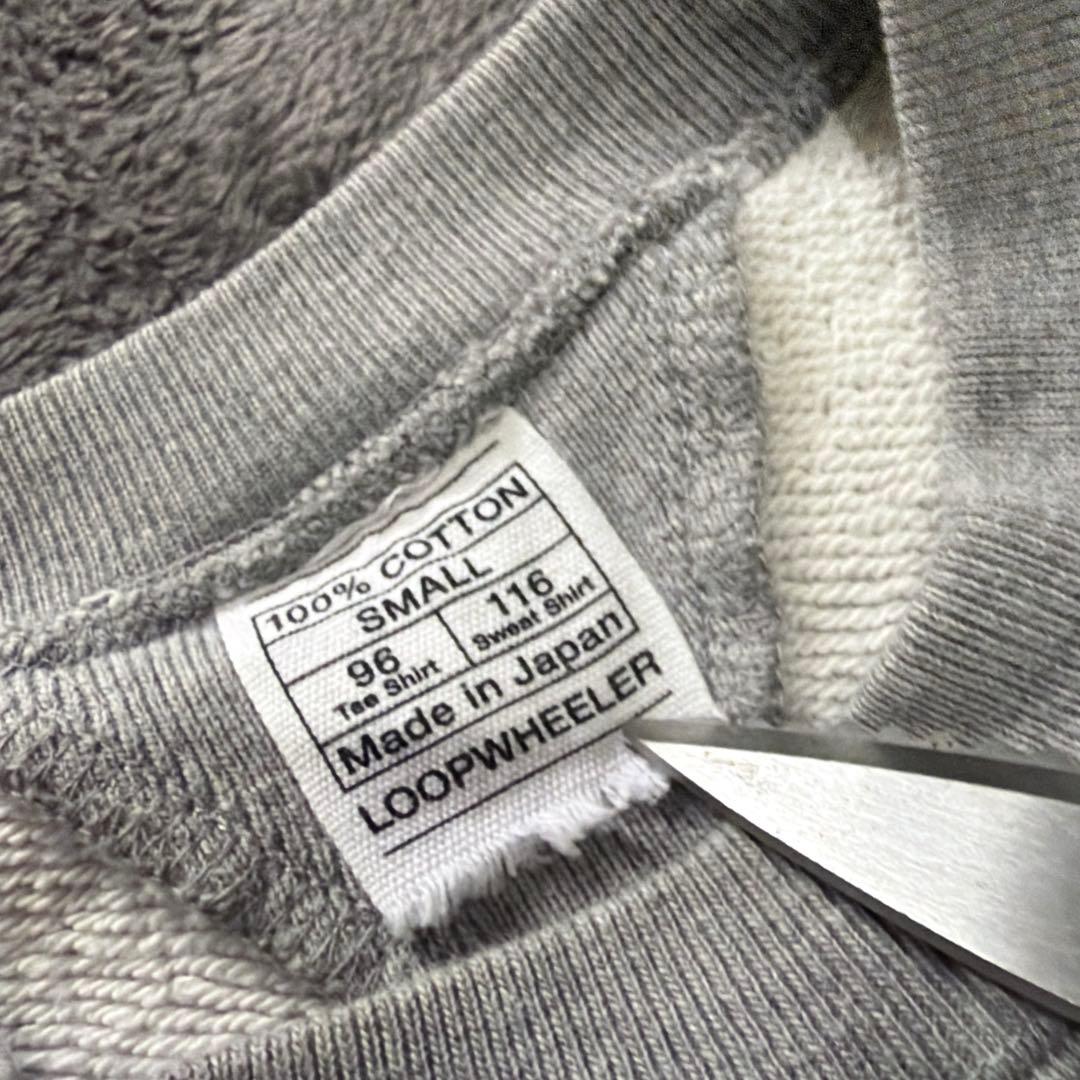 100% COTTON
SMALL
96 116
Tee Shirt Sweat Shirt
Made in Japan
LOOPWHEELER